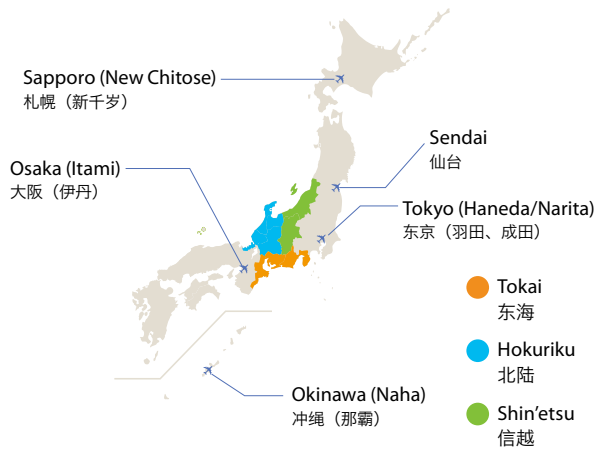 Sapporo (New Chitose)
札幌（新千岁）
Sendai
仙台
Osaka (Itami)
大阪（伊丹）
Tokyo (Haneda/Narita)
东京（羽田、成田）
Tokai
东海
Hokuriku
北陆
Okinawa (Naha)
冲绳（那霸）
Shin’etsu
信越